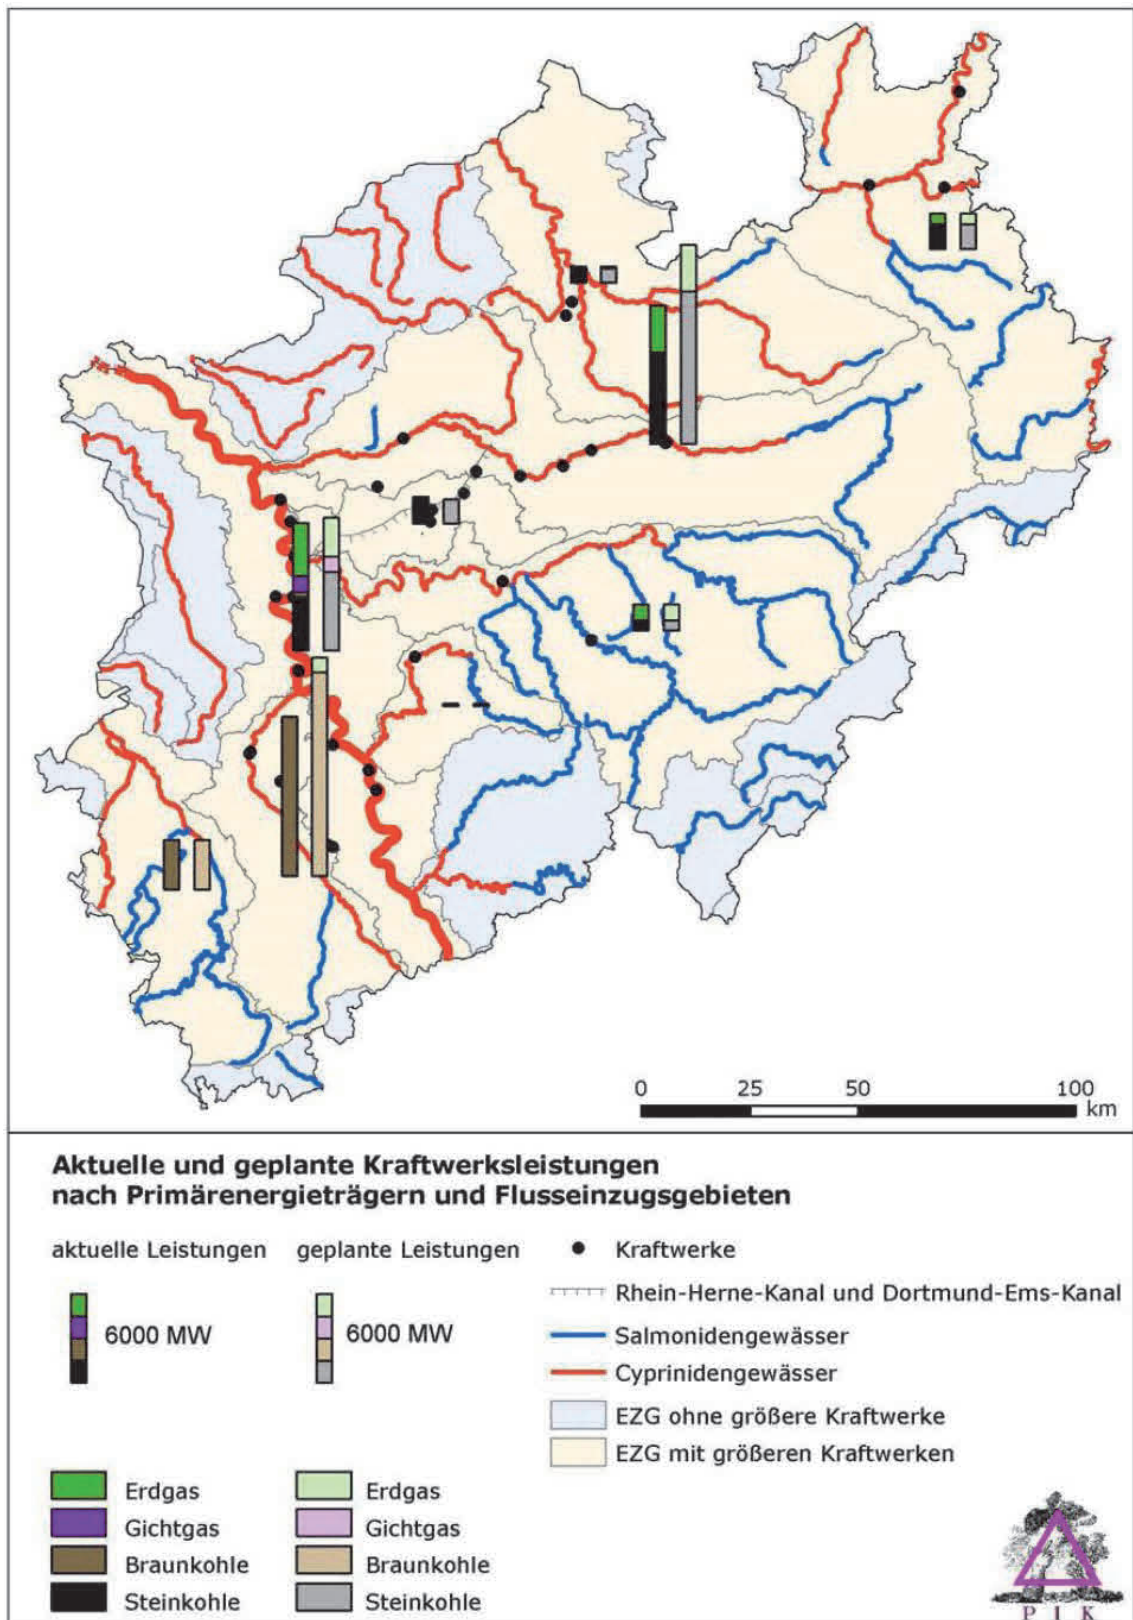 0 25 50 100
km
Aktuelle und geplante Kraftwerksleistungen
nach Primärenergieträgern und Flusseinzugsgebieten
aktuelle Leistungen geplante Leistungen Kraftwerke
Rhein-Herne-Kanal und Dortmund-Ems-Kanal
6000 MW 6000 MW Salmonidengewässer
Cyprinidengewässer
EZG ohne größere Kraftwerke
EZG mit größeren Kraftwerken
Erdgas Erdgas
Gichtgas Gichtgas
Braunkohle Braunkohle
Steinkohle Steinkohle
P I K